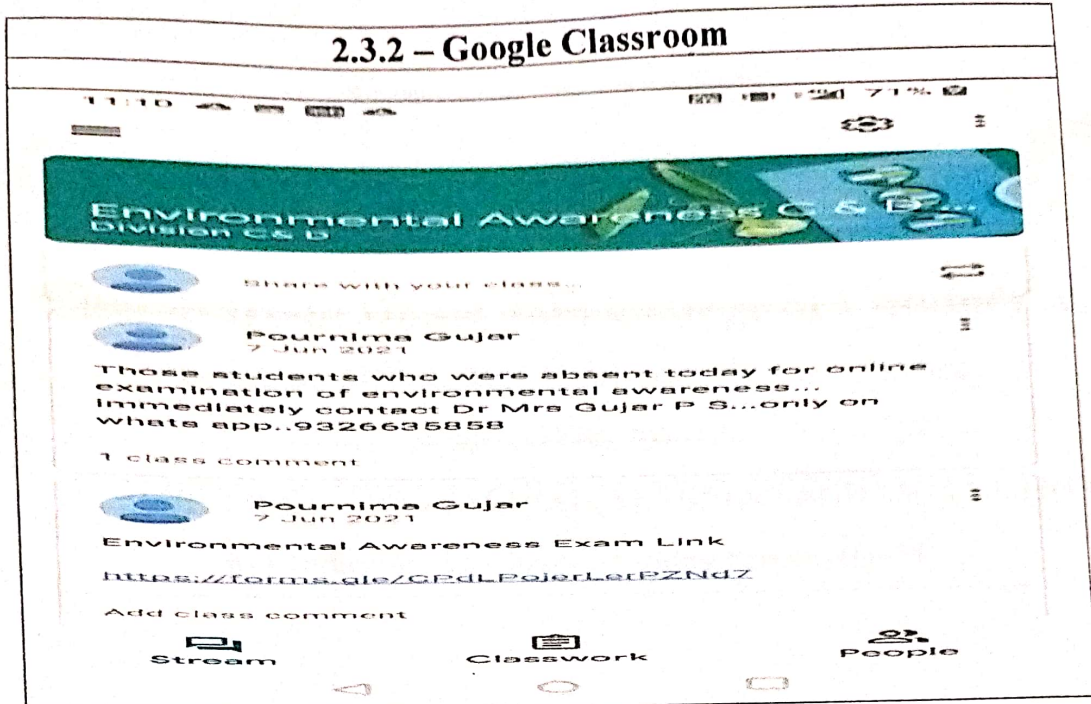 2.3.2 – Google Classroom
11:10
71%
Environmental Awareness C & D ...
Division C& D
Share with your class...
Pournima Gujar
7 Jun 2021
Those students who were absent today for online
examination of environmental awareness...
immediately contact Dr Mrs Gujar P S...only on
whats app..9326635858
1 class comment
Pournima Gujar
7 Jun 2021
Environmental Awareness Exam Link
Add class comment
Stream
Classwork
People